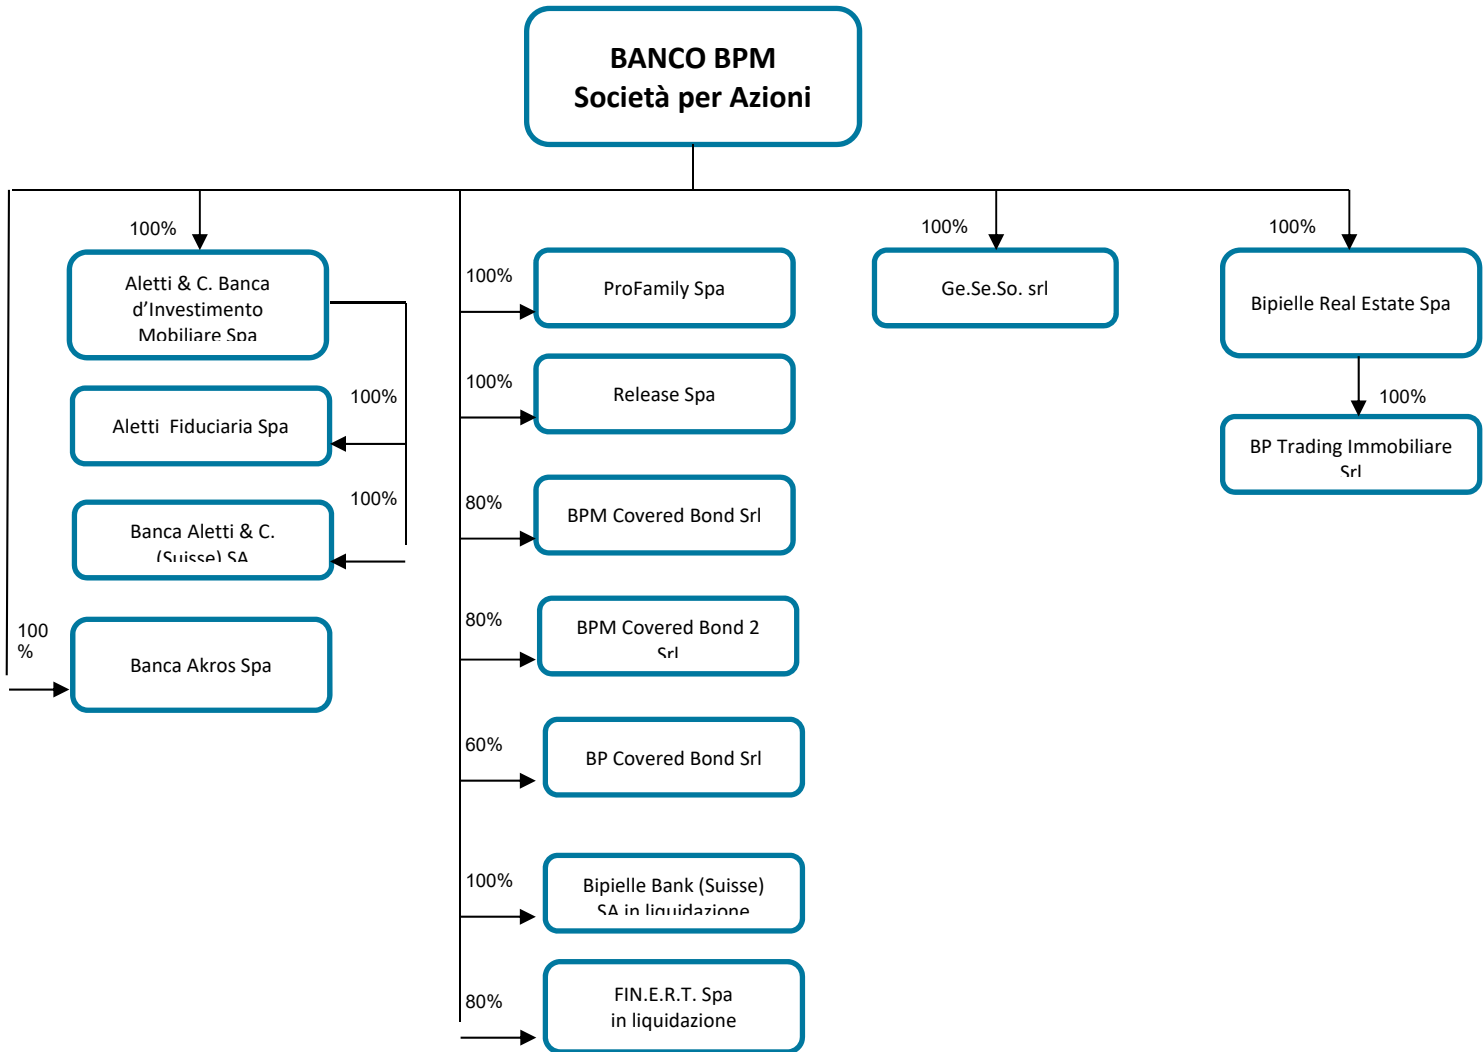 BANCO BPM
Società per Azioni
100%
Aletti & C. Banca
d’Investimento
Mobiliare Spa
100%
Aletti  Fiduciaria Spa
100%
Banca Aletti & C.
(Suisse) SA
100
%
Banca Akros Spa
100%
ProFamily Spa
100%
Release Spa
80%
BPM Covered Bond Srl
80%
BPM Covered Bond 2
Srl
60%
BP Covered Bond Srl
100%
Bipielle Bank (Suisse)
SA in liquidazione
80%
FIN.E.R.T. Spa
in liquidazione
100%
Ge.Se.So. srl
100%
Bipielle Real Estate Spa
100%
BP Trading Immobiliare
Srl